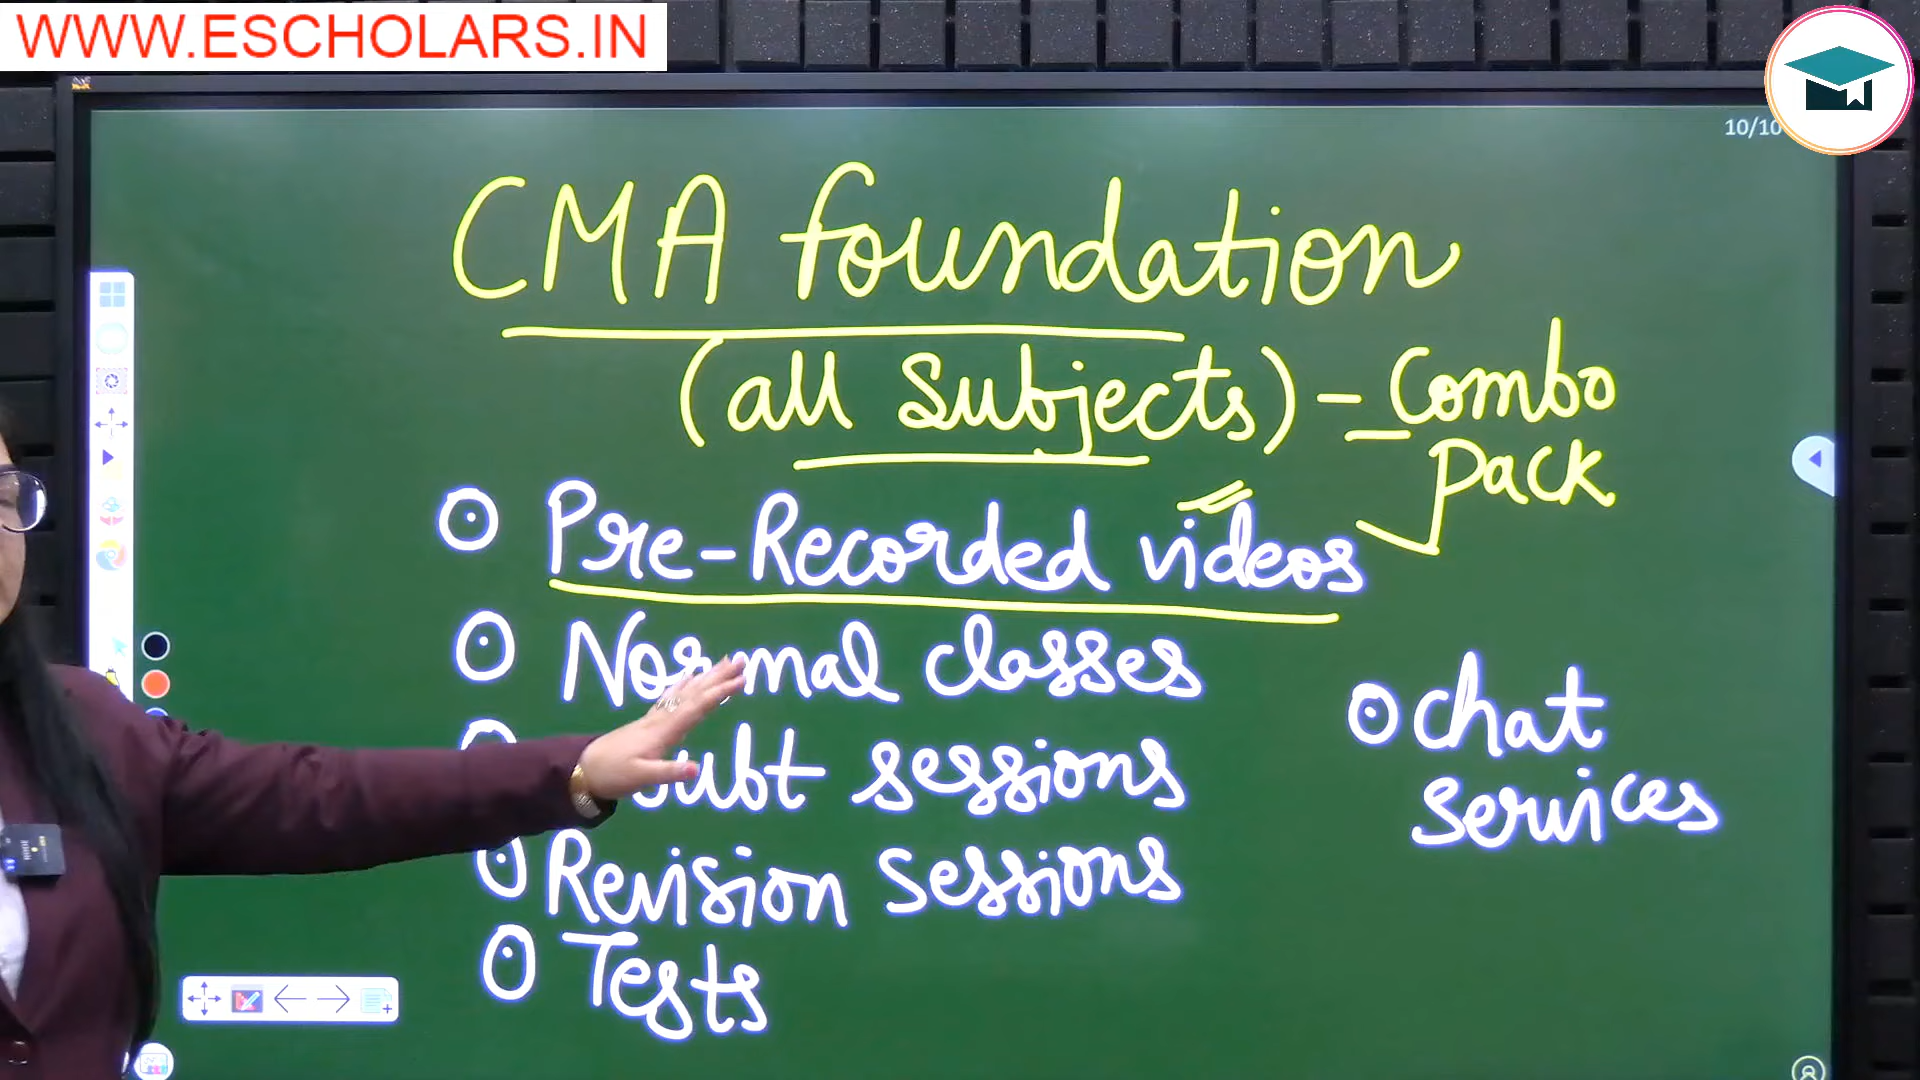 WWW.ESCHOLARS.IN
10/10
CMA foundation
(all Subjects) - Combo
Pack
Pre-Recorded videos
Normal classes
sessions
Revision Sessions
Tests
Chat
Services